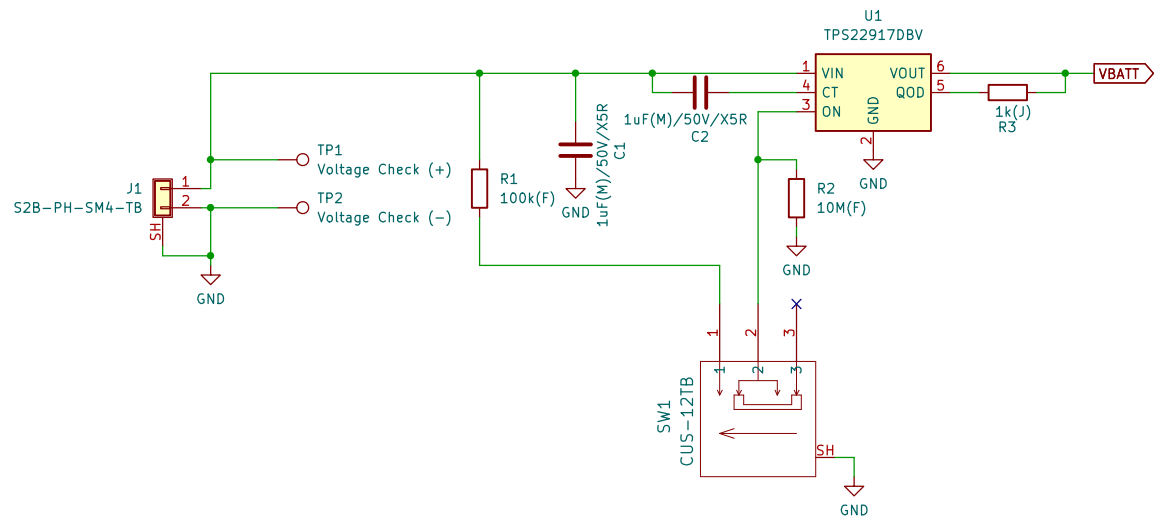 U1
TPS22917DBV
1
VIN
VOUT
6
VBATT
4
CT
QOD
5
3
ON
GND
2
1k(J)
R3
1uF(M)/50V/X5R
C2
GND
1uF(M)/50V/X5R
C1
GND
TP1
Voltage Check (+)
J1
S2B-PH-SM4-TB
1
2
SH
TP2
Voltage Check (−)
GND
R1
100k(F)
R2
10M(F)
GND
1
2
3
1
2
3
SW1
CUS-12TB
SH
GND